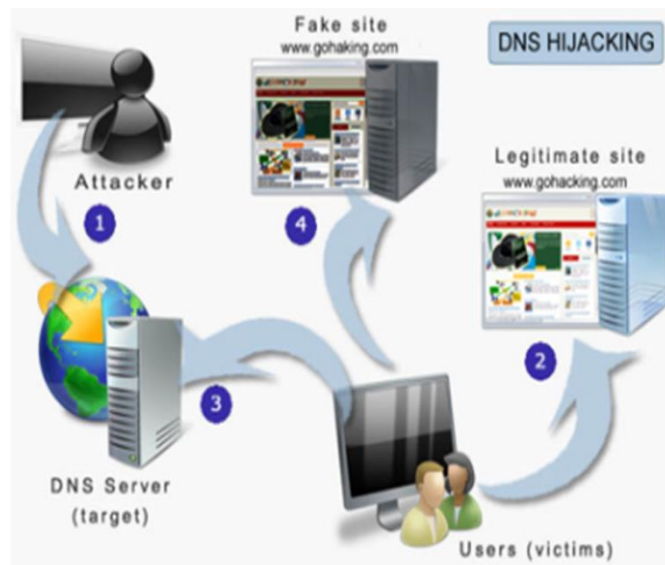 Fake site
www.gohaking.com
DNS HIJACKING
Attacker
Legitimate site
www.gohacking.com
1
4
2
3
DNS Server
(target)
Users (victims)